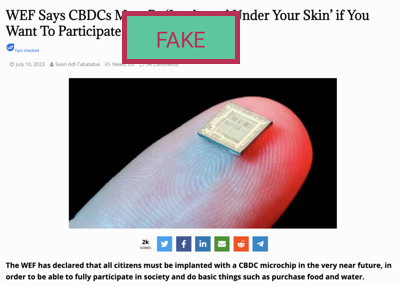 WEF Says CBDCs Under Your Skin’ if You
Want To Participate
FAKE
Fact checked
July 10, 2023 Sean Adl-Tabatabai News, US Comments
2k
SHARES
The WEF has declared that all citizens must be implanted with a CBDC microchip in the very near future, in
order to be able to fully participate in society and do basic things such as purchase food and water.